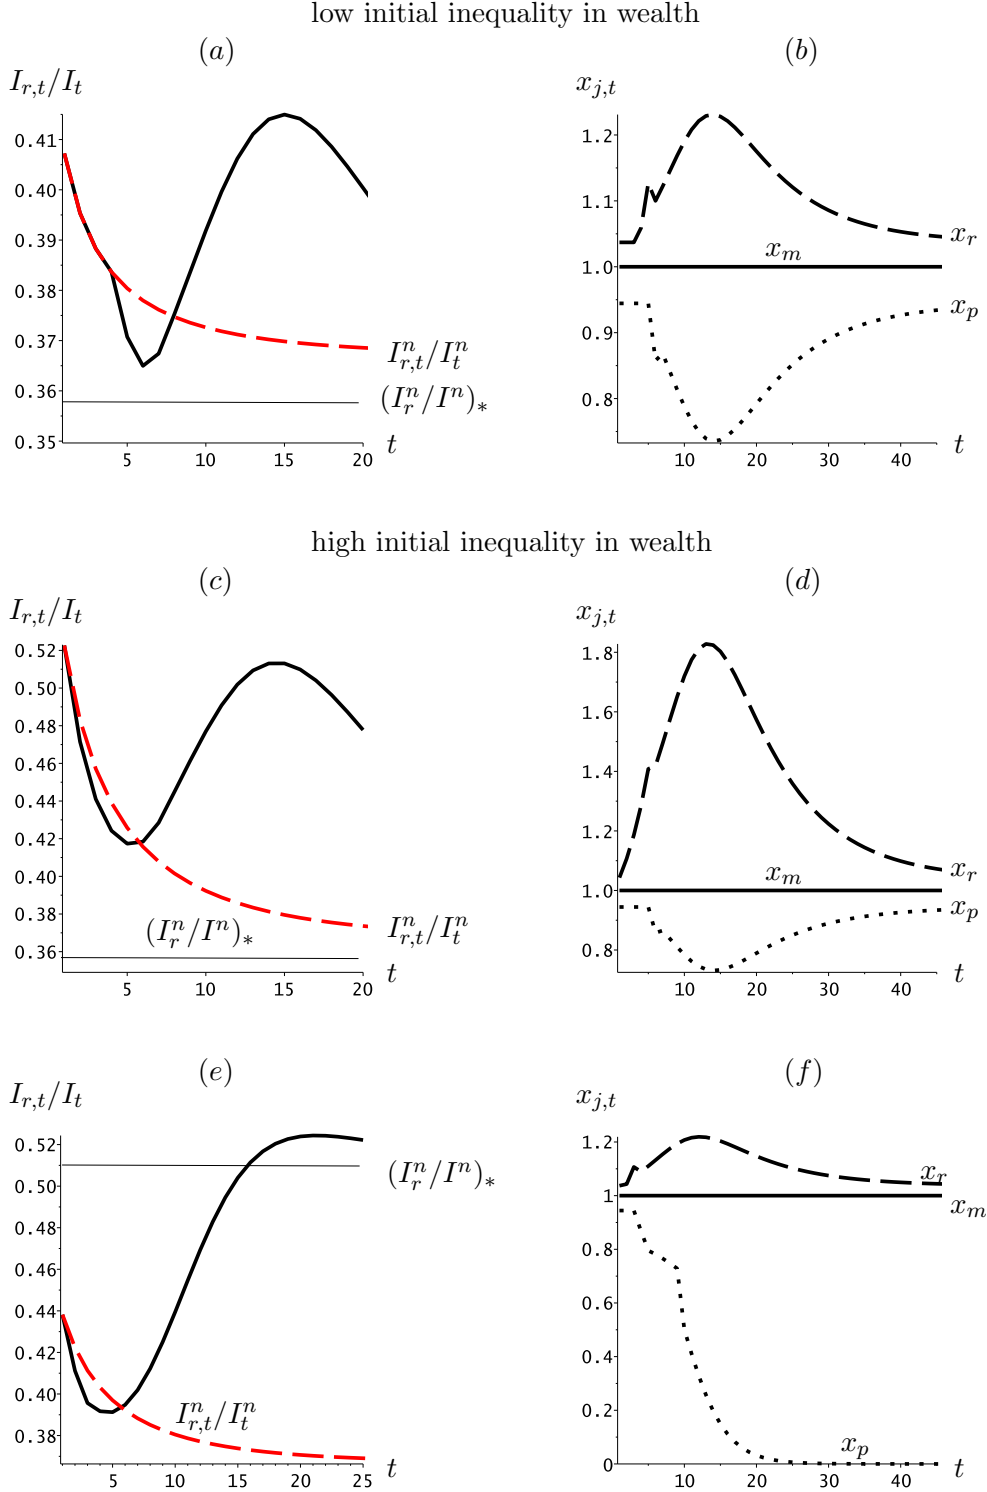 low initial inequality in wealth
(a) (b)
I_{r,t}/I_t x_{j,t}
0.41 1.2
0.40
0.39 1.1
0.38 1.0
x_m x_r
0.37 0.9
x_p
I^n_{r,t}/I^n_t
0.36 0.8
(I^n_r/I^n)_*
0.35
t t
5 10 15 20 10 20 30 40
high initial inequality in wealth
(c) (d)
I_{r,t}/I_t x_{j,t}
0.52 1.8
0.50 1.6
0.48
0.46 1.4
0.44 1.2
0.42 1.0
x_m x_r
0.40 0.8
x_p
0.38
I^n_{r,t}/I^n_t
(I^n_r/I^n)_*
0.36
t t
5 10 15 20 10 20 30 40
(e) (f)
I_{r,t}/I_t x_{j,t}
0.52 1.2
(I^n_r/I^n)_* x_r
0.50 1
x_m
0.48 0.8
0.46 0.6
0.44 0.4
0.42 0.2
0.40
I^n_{r,t}/I^n_t x_p
0.38 0
t t
5 10 15 20 25 10 20 30 40